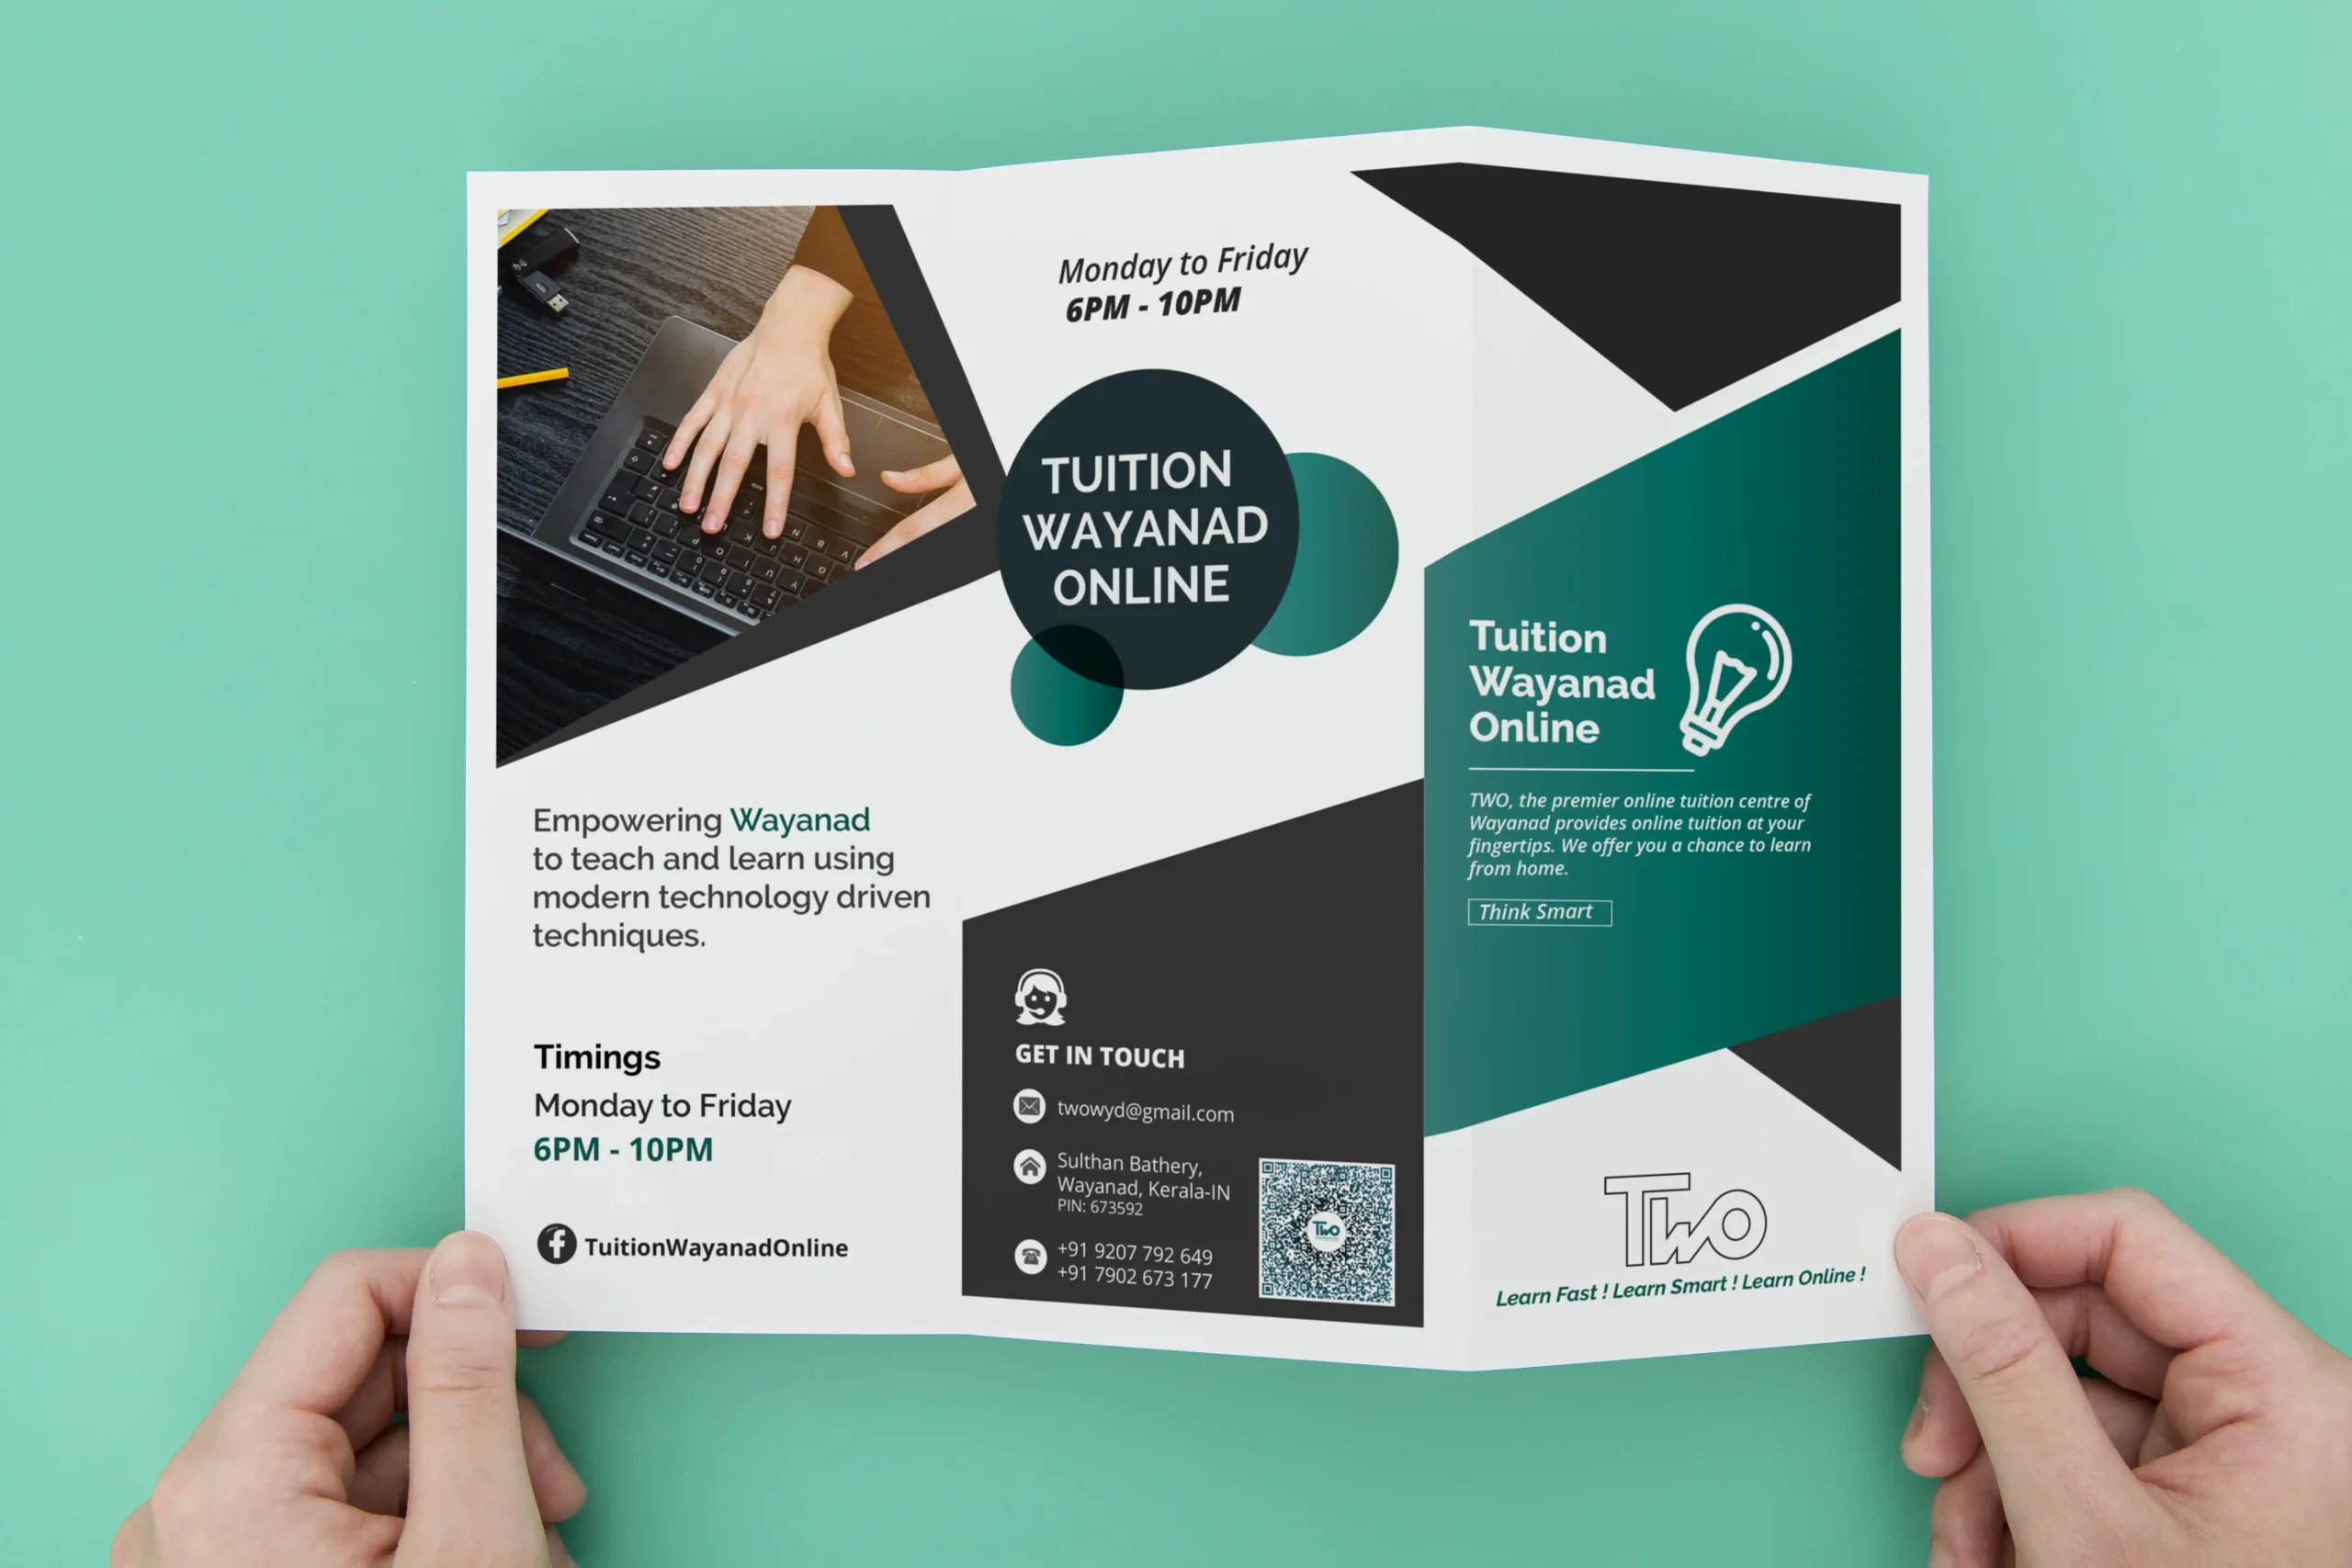 Empowering Wayanad
to teach and learn using
modern technology driven
techniques.
Timings
Monday to Friday
6PM - 10PM
TuitionWayanadOnline
Monday to Friday
6PM - 10PM
TUITION
WAYANAD
ONLINE
GET IN TOUCH
twowyd@gmail.com
Sulthan Bathery,
Wayanad, Kerala-IN
PIN: 673592
+91 9207 792 649
+91 7902 673 177
TWO
Tuition
Wayanad
Online
TWO, the premier online tuition centre of
Wayanad provides online tuition at your
fingertips. We offer you a chance to learn
from home.
Think Smart
TWO
Learn Fast ! Learn Smart ! Learn Online !